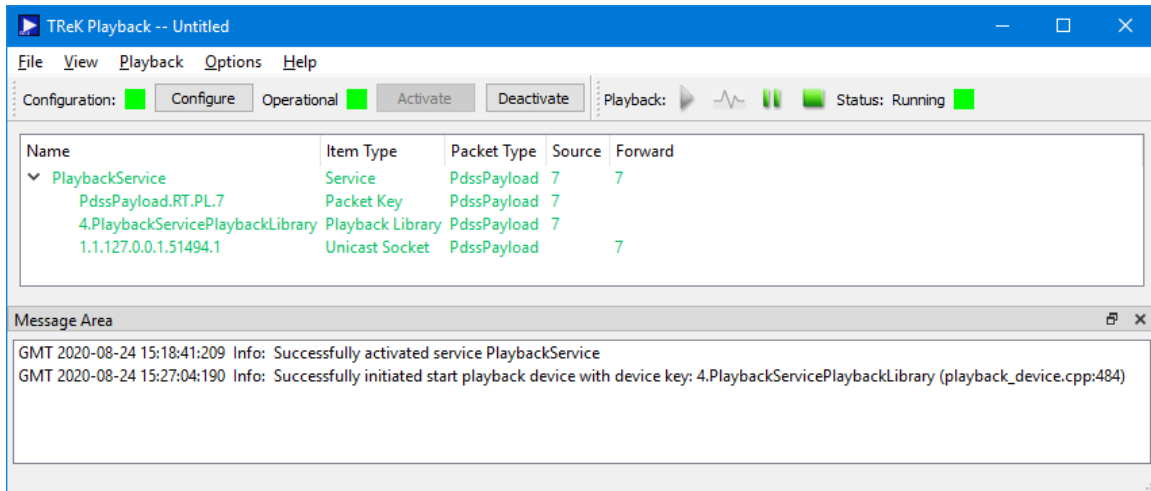 TReK Playback -- Untitled
File View Playback Options Help
Configuration: Configure Operational Activate Deactivate Playback: Status: Running
Name Item Type Packet Type Source Forward
PlaybackService Service PdssPayload 7 7
PdssPayload.RT.PL.7 Packet Key PdssPayload 7
4.PlaybackServicePlaybackLibrary Playback Library PdssPayload 7
1.1.127.0.0.1.51494.1 Unicast Socket PdssPayload 7
Message Area
GMT 2020-08-24 15:18:41:209 Info: Successfully activated service PlaybackService
GMT 2020-08-24 15:27:04:190 Info: Successfully initiated start playback device with device key: 4.PlaybackServicePlaybackLibrary (playback_device.cpp:484)